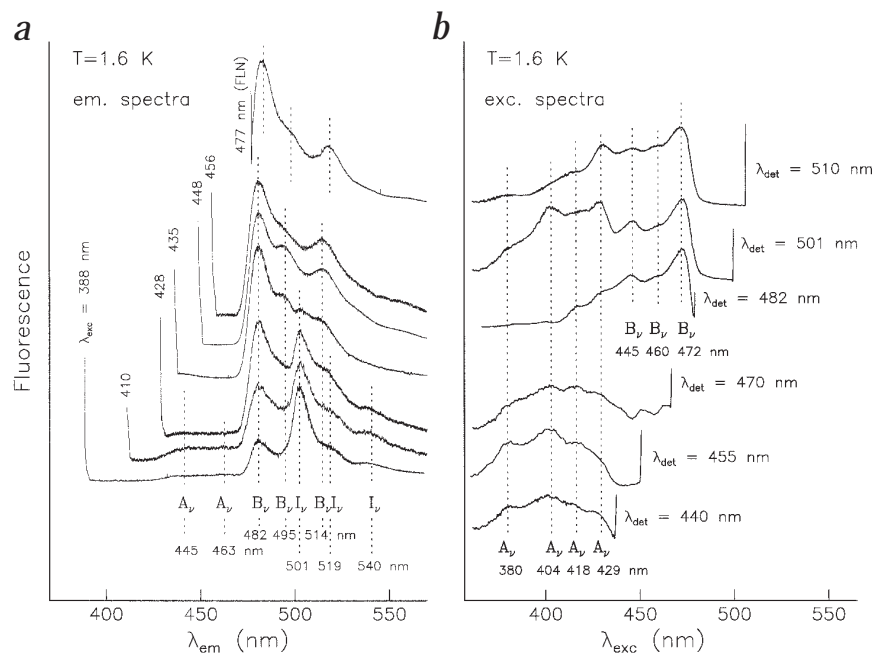 a
T=1.6 K
em. spectra
477 nm (FLN)
456
448
435
428
λexc = 388 nm
410
Fluorescence
Aν Aν Bν Bν Iν Bν Iν Iν
482 495 514 nm
445 463 nm
501 519 540 nm
400 450 500 550
λem (nm)
b
T=1.6 K
exc. spectra
λdet = 510 nm
λdet = 501 nm
λdet = 482 nm
Bν Bν Bν
445 460 472 nm
λdet = 470 nm
λdet = 455 nm
λdet = 440 nm
Aν Aν Aν Aν
380 404 418 429 nm
400 450 500 550
λexc (nm)